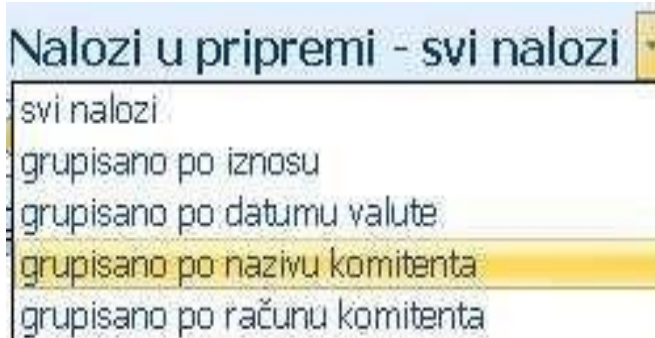 Nalozi u pripremi - svi nalozi
svi nalozi
grupisano po iznosu
grupisano po datumu valute
grupisano po nazivu komitenta
grupisano po računu komitenta